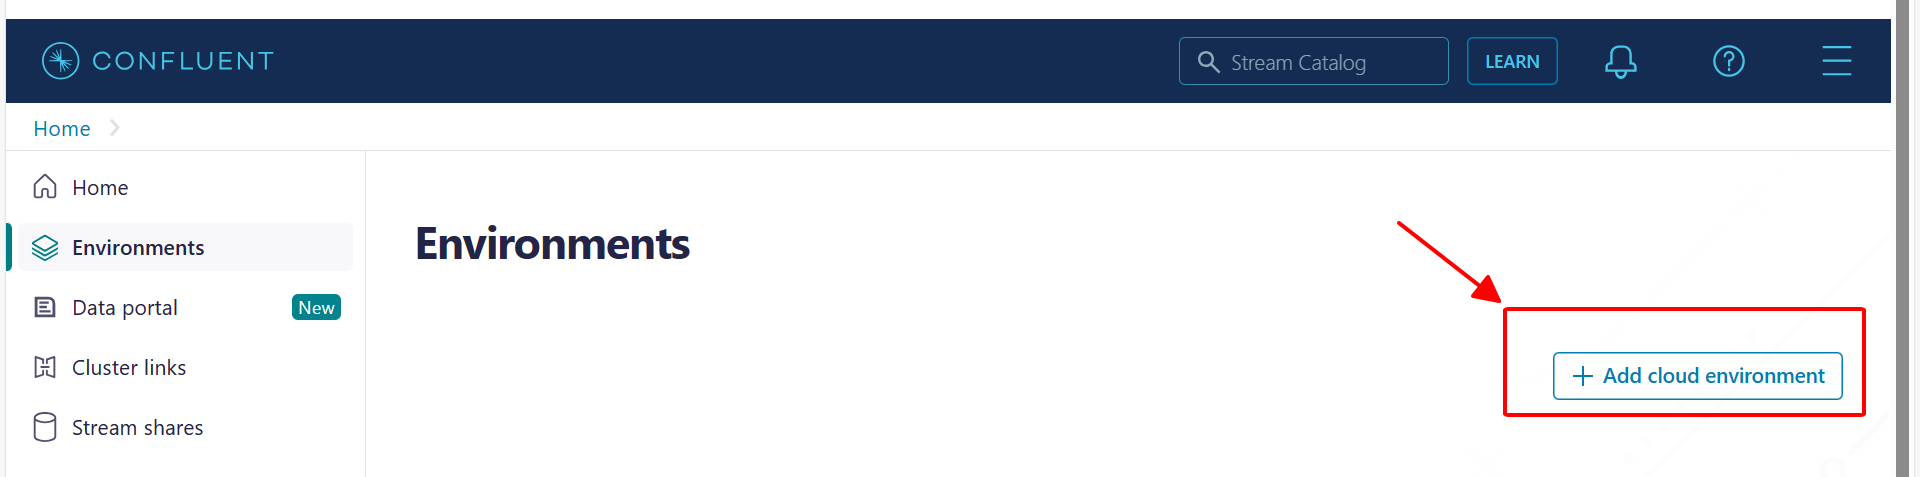 CONFLUENT
Stream Catalog
LEARN
Home
Home
Environments
Data portal
New
Cluster links
Stream shares
Environments
Add cloud environment